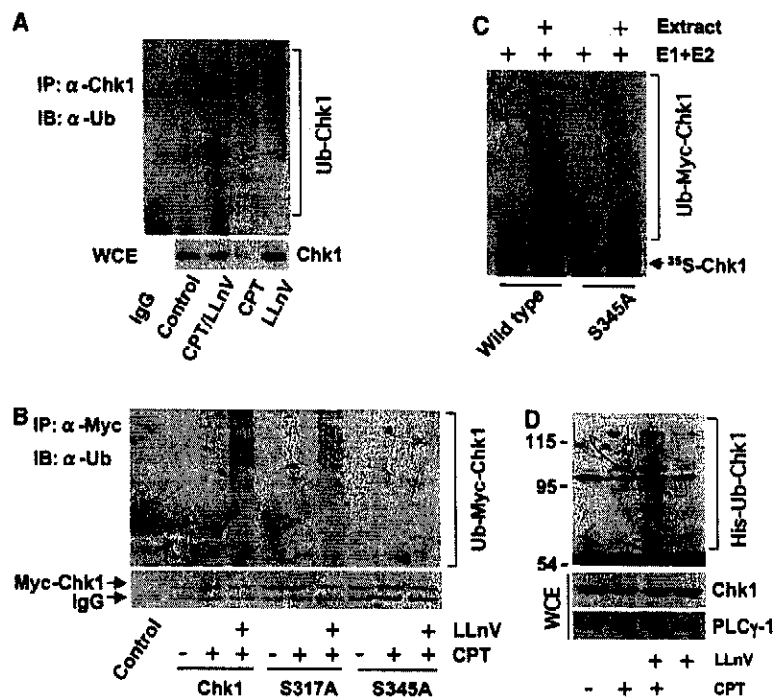 A
IP: α-Chk1
IB: α-Ub
Ub-Chk1
WCE
Chk1
IgG
Control
CPT/LLnV
CPT
LLnV
C
+ + Extract
+ + + + E1+E2
Ub-Myc-Chk1
35S-Chk1
Wild type
S345A
B
IP: α-Myc
IB: α-Ub
Ub-Myc-Chk1
Myc-Chk1
IgG
+ + + LLnV
- + + - + + - + + CPT
Control
Chk1
S317A
S345A
D
115 -
95 -
54 -
His-Ub-Chk1
WCE
Chk1
PLCγ-1
+ + LLnV
- + + CPT